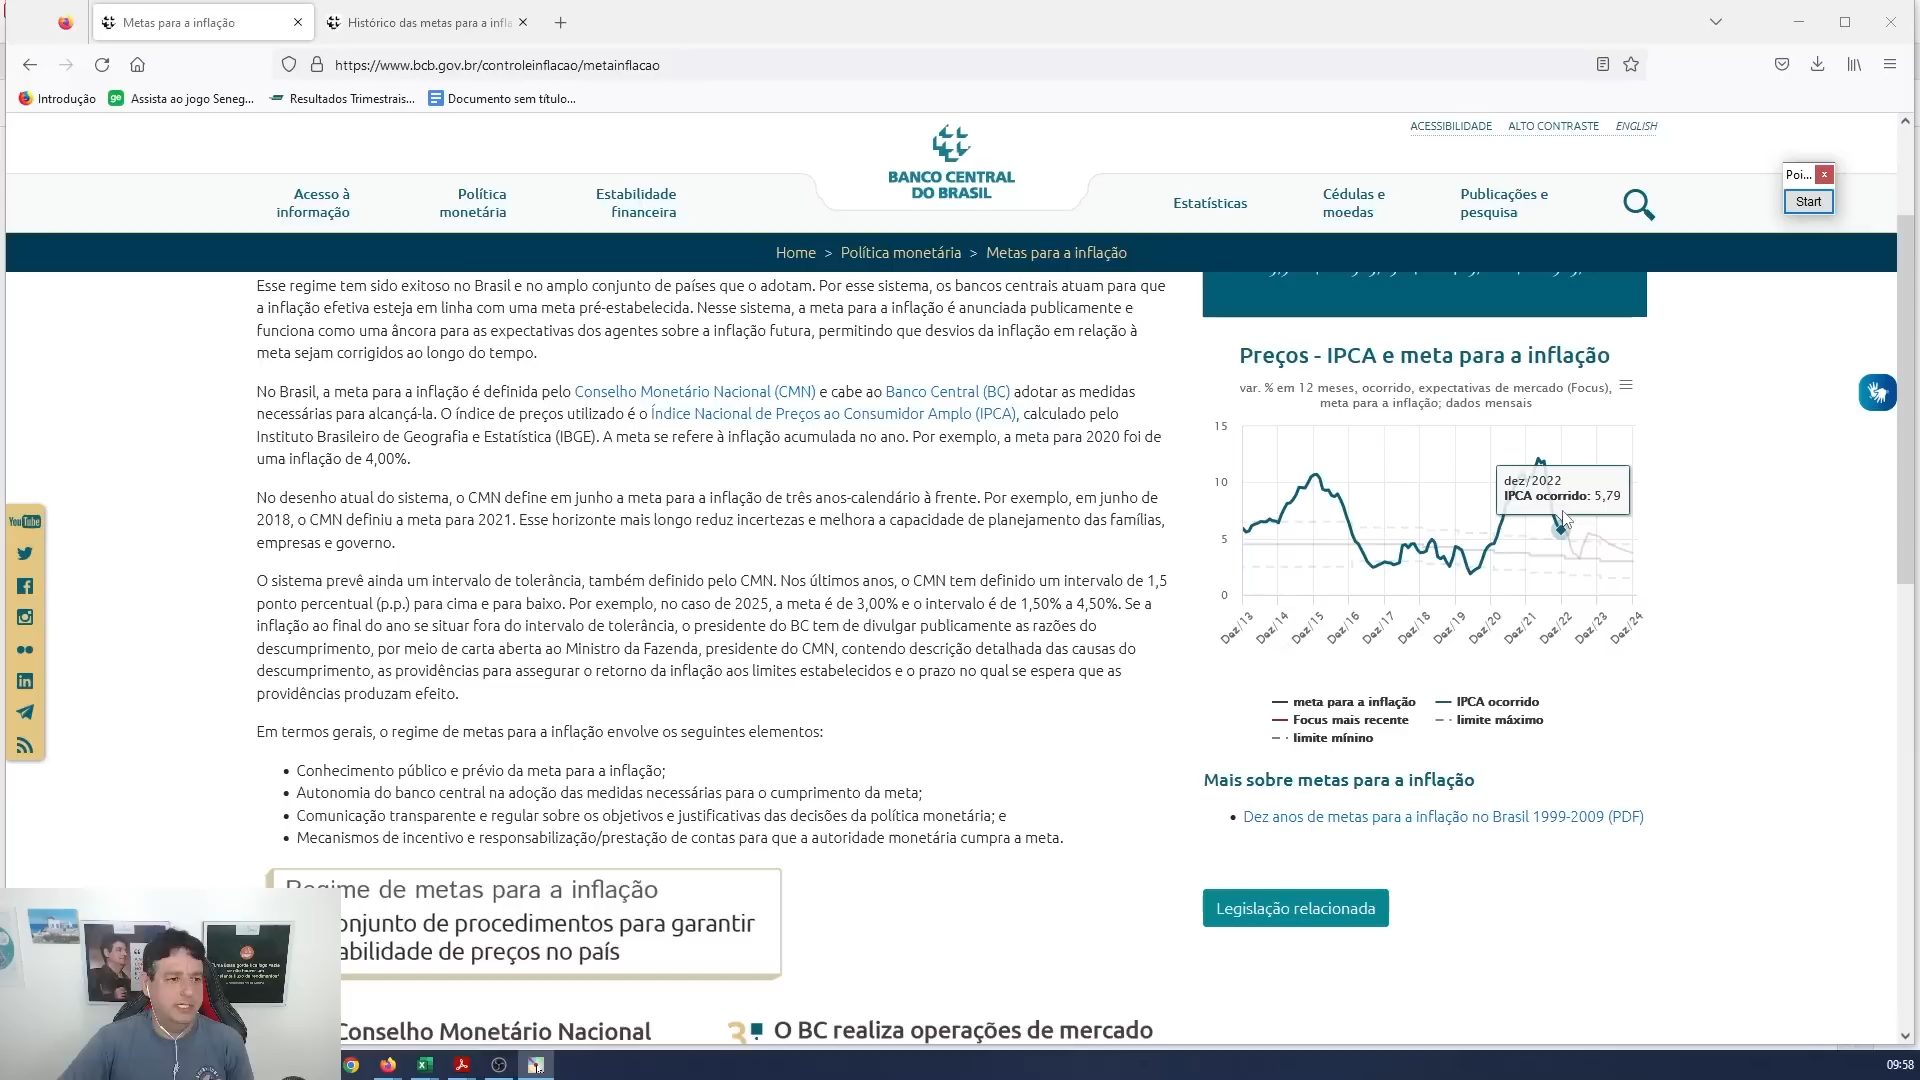 Metas para a inflação
Histórico das metas para a infla
https://www.bcb.gov.br/controleinflacao/metainflacao
Introdução
Assista ao jogo Seneg...
Resultados Trimestrais...
Documento sem título...
ACESSIBILIDADE ALTO CONTRASTE ENGLISH
BANCO CENTRAL
DO BRASIL
Acesso à
informação
Política
monetária
Estabilidade
financeira
Estatísticas
Cédulas e
moedas
Publicações e
pesquisa
Poi...
Start
Home > Política monetária > Metas para a inflação
Esse regime tem sido exitoso no Brasil e no amplo conjunto de países que o adotam. Por esse sistema, os bancos centrais atuam para que
a inflação efetiva esteja em linha com uma meta pré-estabelecida. Nesse sistema, a meta para a inflação é anunciada publicamente e
funciona como uma âncora para as expectativas dos agentes sobre a inflação futura, permitindo que desvios da inflação em relação à
meta sejam corrigidos ao longo do tempo.
No Brasil, a meta para a inflação é definida pelo Conselho Monetário Nacional (CMN) e cabe ao Banco Central (BC) adotar as medidas
necessárias para alcançá-la. O índice de preços utilizado é o Índice Nacional de Preços ao Consumidor Amplo (IPCA), calculado pelo
Instituto Brasileiro de Geografia e Estatística (IBGE). A meta se refere à inflação acumulada no ano. Por exemplo, a meta para 2020 foi de
uma inflação de 4,00%.
No desenho atual do sistema, o CMN define em junho a meta para a inflação de três anos-calendário à frente. Por exemplo, em junho de
2018, o CMN definiu a meta para 2021. Esse horizonte mais longo reduz incertezas e melhora a capacidade de planejamento das famílias,
empresas e governo.
O sistema prevê ainda um intervalo de tolerância, também definido pelo CMN. Nos últimos anos, o CMN tem definido um intervalo de 1,5
ponto percentual (p.p.) para cima e para baixo. Por exemplo, no caso de 2025, a meta é de 3,00% e o intervalo é de 1,50% a 4,50%. Se a
inflação ao final do ano se situar fora do intervalo de tolerância, o presidente do BC tem de divulgar publicamente as razões do
descumprimento, por meio de carta aberta ao Ministro da Fazenda, presidente do CMN, contendo descrição detalhada das causas do
descumprimento, as providências para assegurar o retorno da inflação aos limites estabelecidos e o prazo no qual se espera que as
providências produzam efeito.
Em termos gerais, o regime de metas para a inflação envolve os seguintes elementos:
• Conhecimento público e prévio da meta para a inflação;
• Autonomia do banco central na adoção das medidas necessárias para o cumprimento da meta;
• Comunicação transparente e regular sobre os objetivos e justificativas das decisões da política monetária; e
• Mecanismos de incentivo e responsabilização/prestação de contas para que a autoridade monetária cumpra a meta.
Regime de metas para a inflação
onjunto de procedimentos para garantir
abilidade de preços no país
Conselho Monetário Nacional
3 O BC realiza operações de mercado
Preços - IPCA e meta para a inflação
var. % em 12 meses, ocorrido, expectativas de mercado (Focus),
meta para a inflação; dados mensais
15
10
5
0
dez/2022
IPCA ocorrido: 5,79
Dez/13 Dez/14 Dez/15 Dez/16 Dez/17 Dez/18 Dez/19 Dez/20 Dez/21 Dez/22 Dez/23 Dez/24
meta para a inflação IPCA ocorrido
Focus mais recente limite máximo
limite mínino
Mais sobre metas para a inflação
• Dez anos de metas para a inflação no Brasil 1999-2009 (PDF)
Legislação relacionada
YouTube
09:58